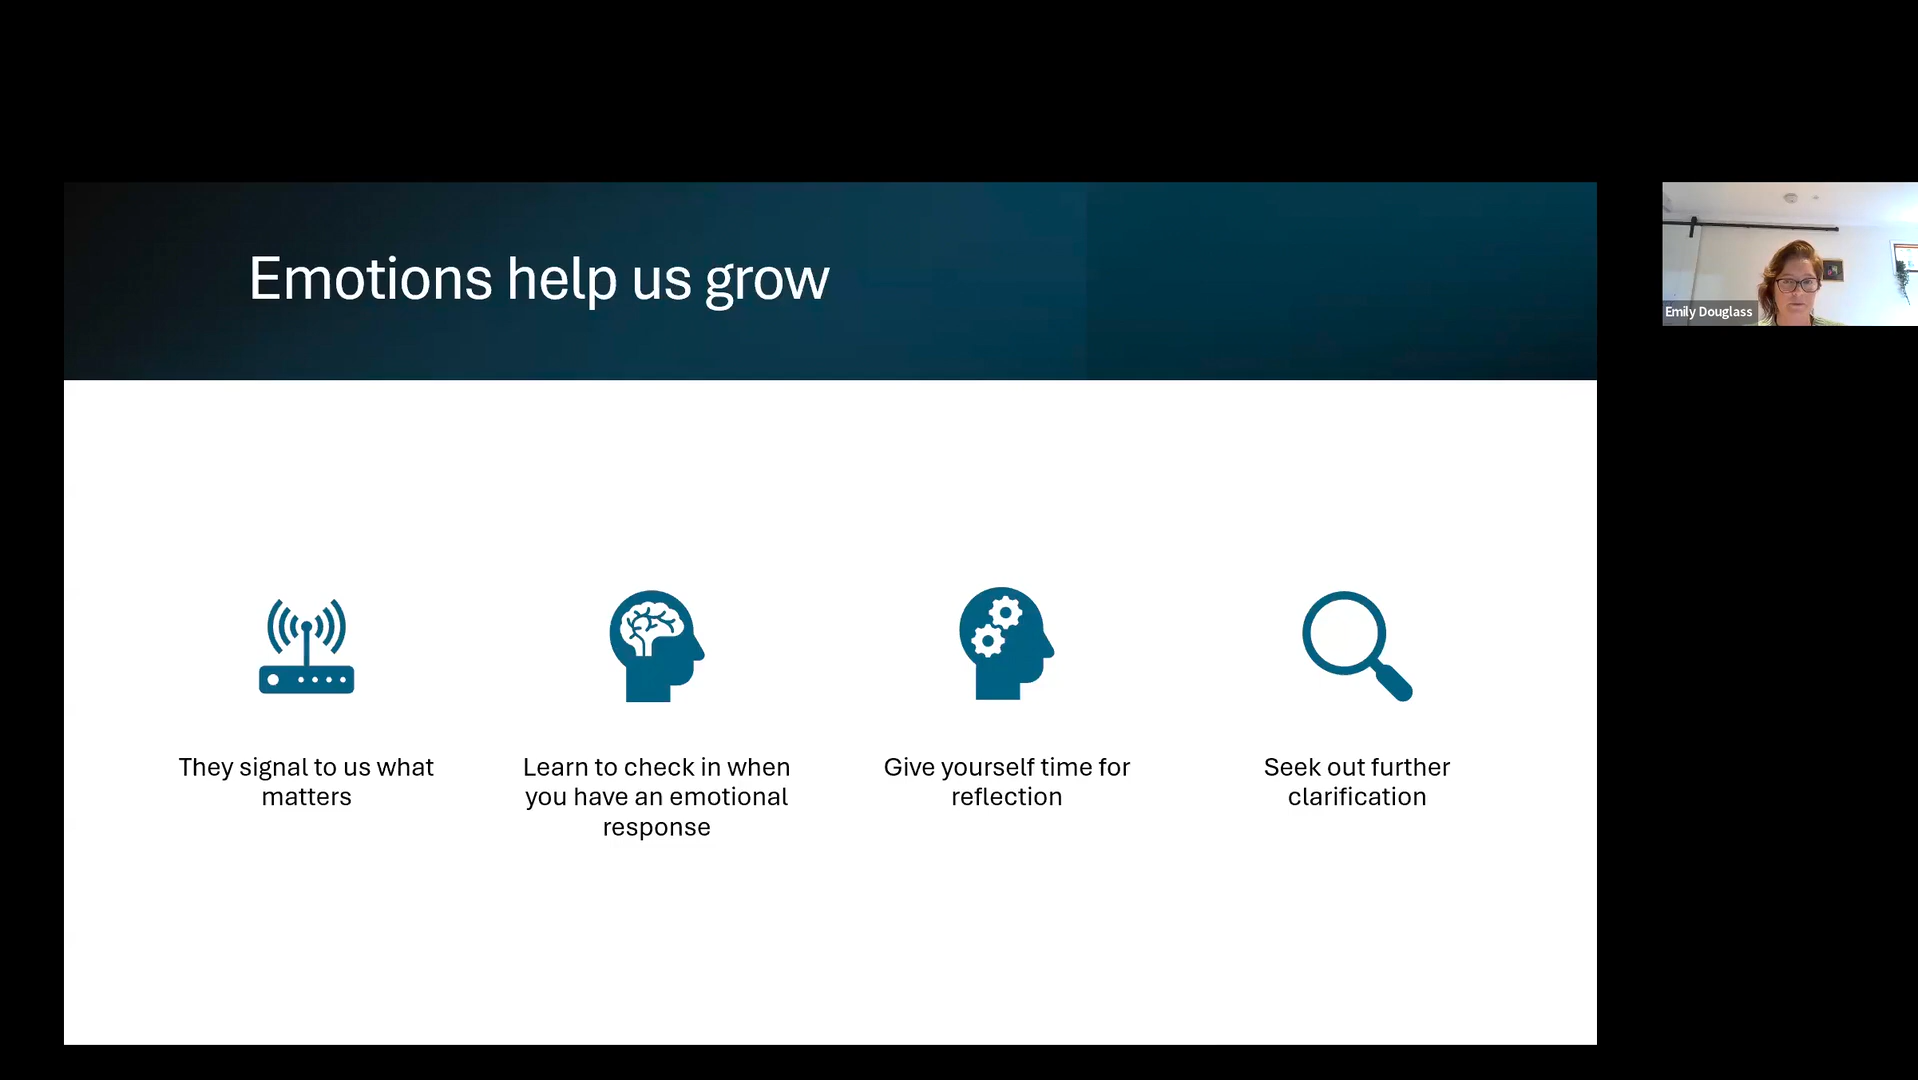 Emotions help us grow
Emily Douglass
They signal to us what
matters
Learn to check in when
you have an emotional
response
Give yourself time for
reflection
Seek out further
clarification